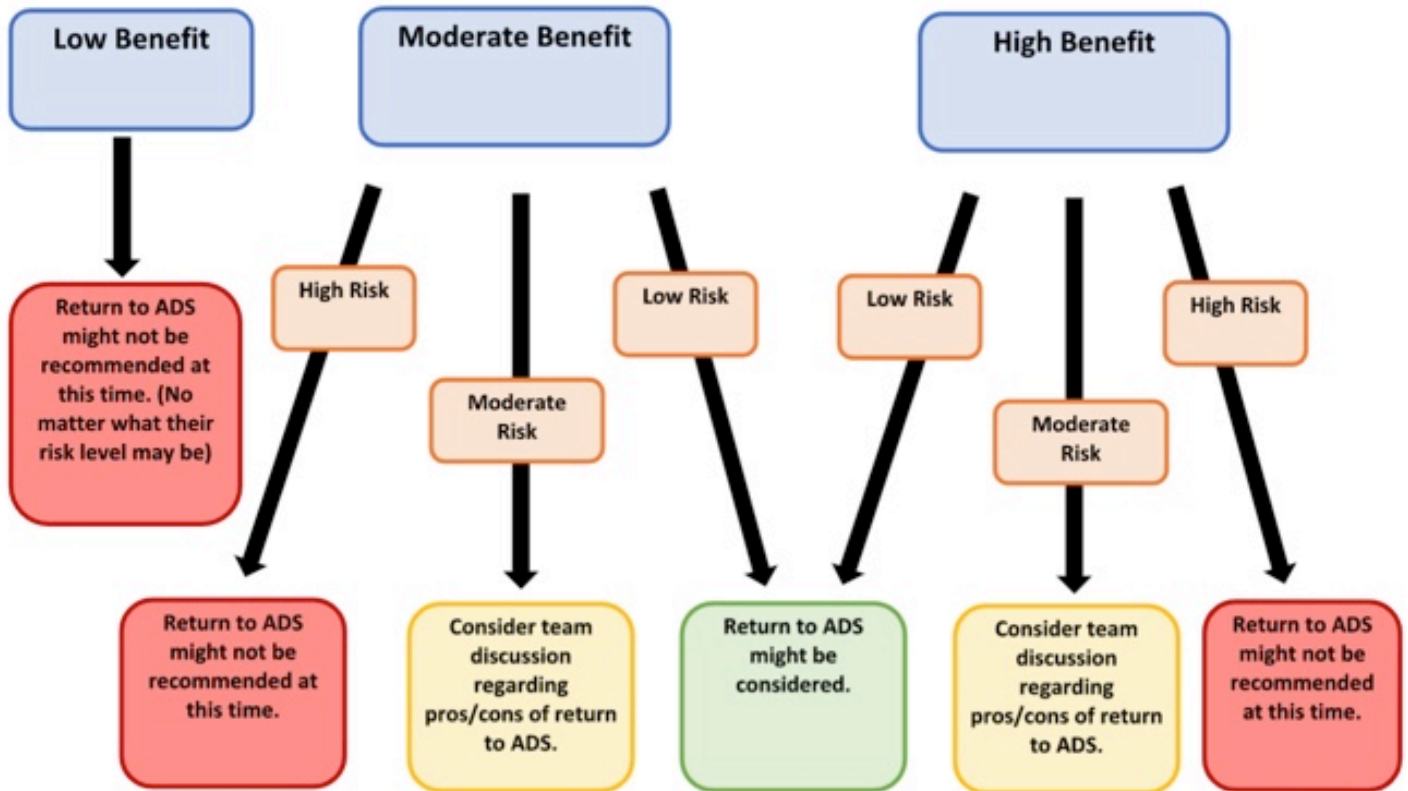 Low Benefit
Moderate Benefit
High Benefit
Return to ADS
might not be
recommended at
this time. (No
matter what their
risk level may be)
High Risk
Moderate
Risk
Low Risk
Low Risk
Moderate
Risk
High Risk
Return to ADS
might not be
recommended at
this time.
Consider team
discussion
regarding
pros/cons of return
to ADS.
Return to ADS
might be
considered.
Consider team
discussion
regarding
pros/cons of return
to ADS.
Return to ADS
might not be
recommended
at this time.